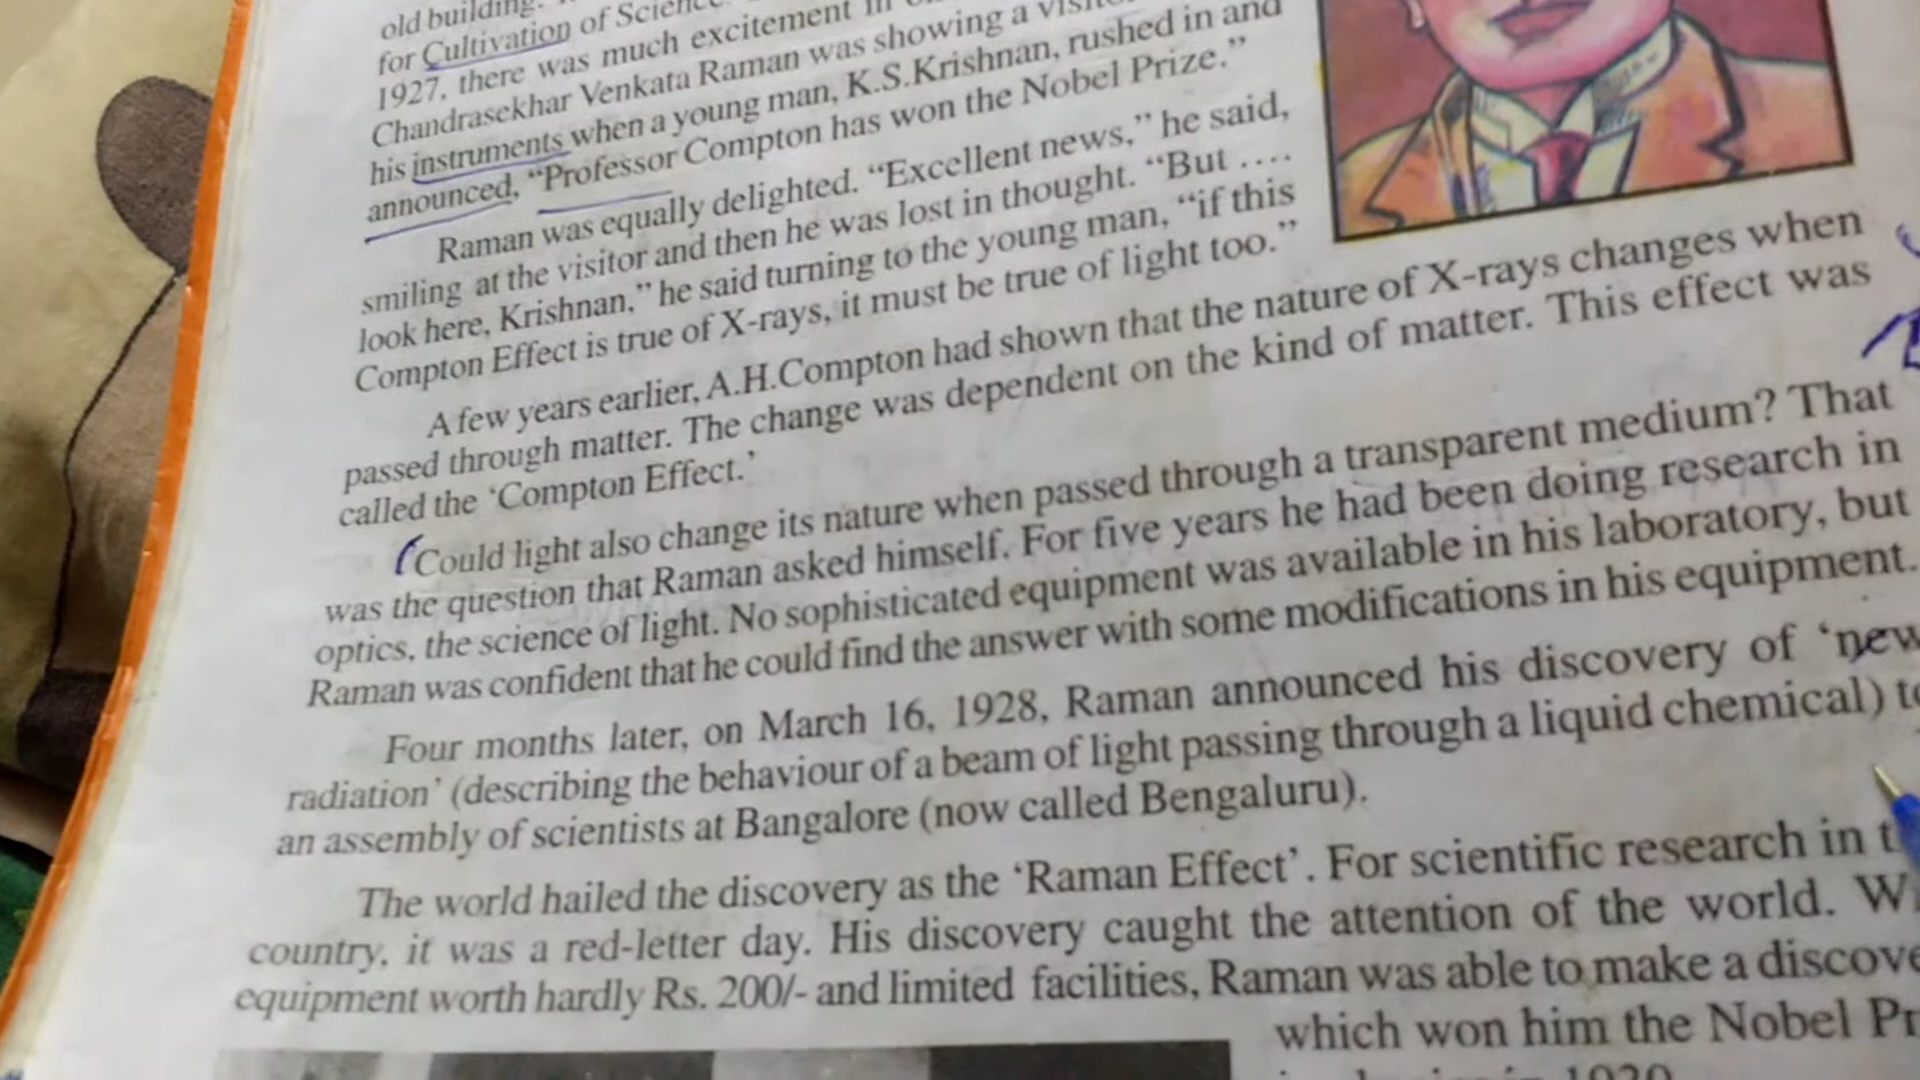 old building.
for Cultivation of Science
1927, there was much excitement in
Chandrasekhar Venkata Raman was showing a
his instruments when a young man, K.S.Krishnan, rushed in and
announced, “Professor Compton has won the Nobel Prize.”
Raman was equally delighted. “Excellent news,” he said,
smiling at the visitor and then he was lost in thought. “But ....
look here, Krishnan,” he said turning to the young man, “if this
Compton Effect is true of X-rays, it must be true of light too.”
A few years earlier, A.H.Compton had shown that the nature of X-rays changes when
passed through matter. The change was dependent on the kind of matter. This effect was
called the ‘Compton Effect.’
Could light also change its nature when passed through a transparent medium? That
was the question that Raman asked himself. For five years he had been doing research in
optics, the science of light. No sophisticated equipment was available in his laboratory, but
Raman was confident that he could find the answer with some modifications in his equipment.
Four months later, on March 16, 1928, Raman announced his discovery of ‘new
radiation’ (describing the behaviour of a beam of light passing through a liquid chemical) to
an assembly of scientists at Bangalore (now called Bengaluru).
The world hailed the discovery as the ‘Raman Effect’. For scientific research in
country, it was a red-letter day. His discovery caught the attention of the world.
equipment worth hardly Rs. 200/- and limited facilities, Raman was able to make a
which won him the Nobel